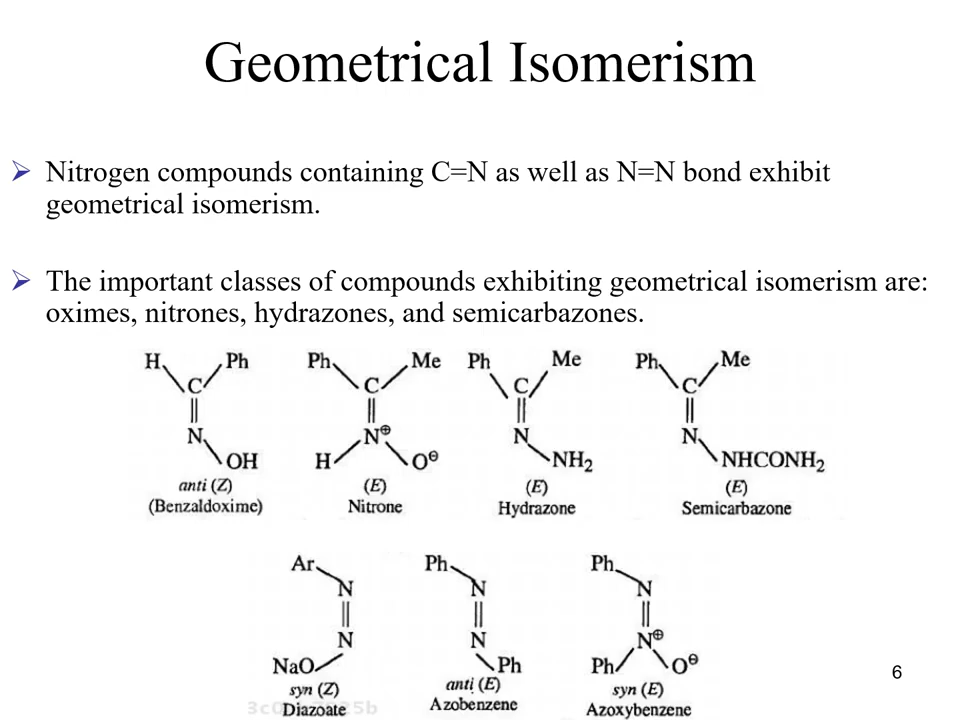 Geometrical Isomerism
➢ Nitrogen compounds containing C=N as well as N=N bond exhibit
geometrical isomerism.
➢ The important classes of compounds exhibiting geometrical isomerism are:
oximes, nitrones, hydrazones, and semicarbazones.
H Ph Ph Me Ph Me Ph Me
C C C C
N N⊕ N N
OH H O⊖ NH₂ NHCONH₂
anti (Z) (E) (E) (E)
(Benzaldoxime) Nitrone Hydrazone Semicarbazone
Ar Ph Ph
N N N
N N N⊕
NaO Ph Ph O⊖
6
syn (Z) anti (E) syn (E)
Diazoate Azobenzene Azoxybenzene